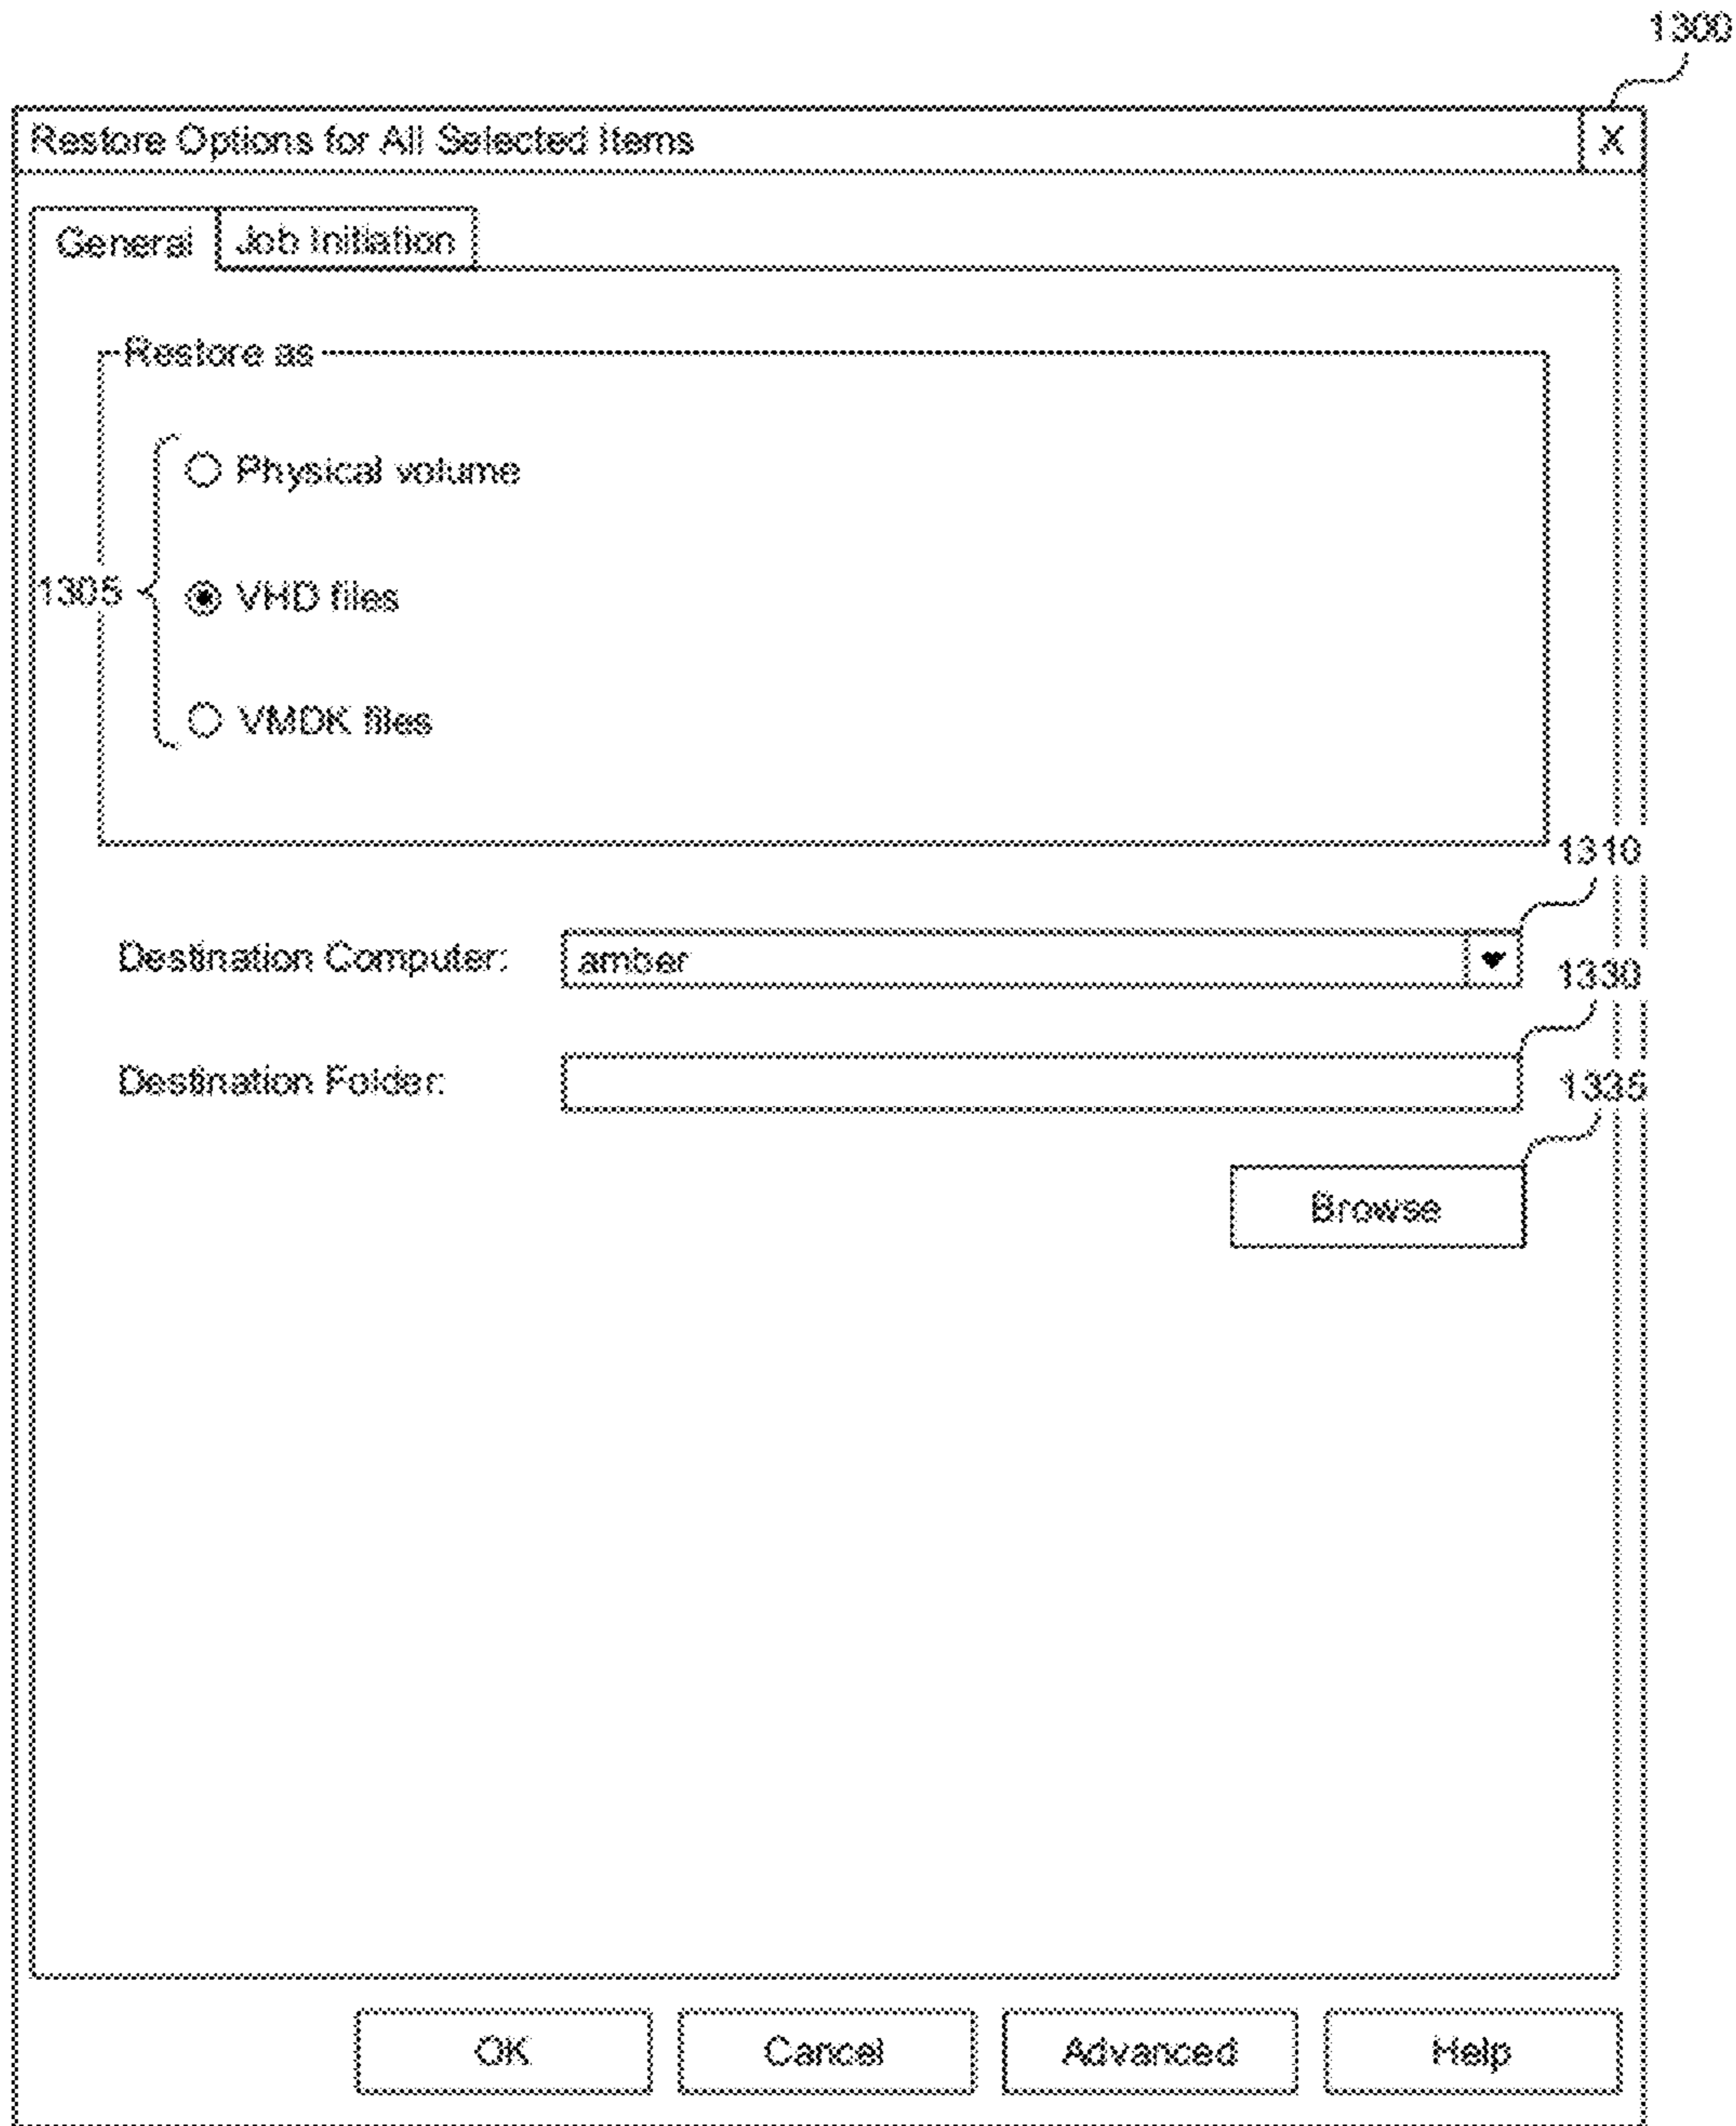 1300
Restore Options for All Selected Items X
General Job Initiation
Restore as
Physical volume
1305 VHD files
VMDK files
1310
Destination Computer: amber
1330
Destination Folder:
1335
Browse
OK Cancel Advanced Help